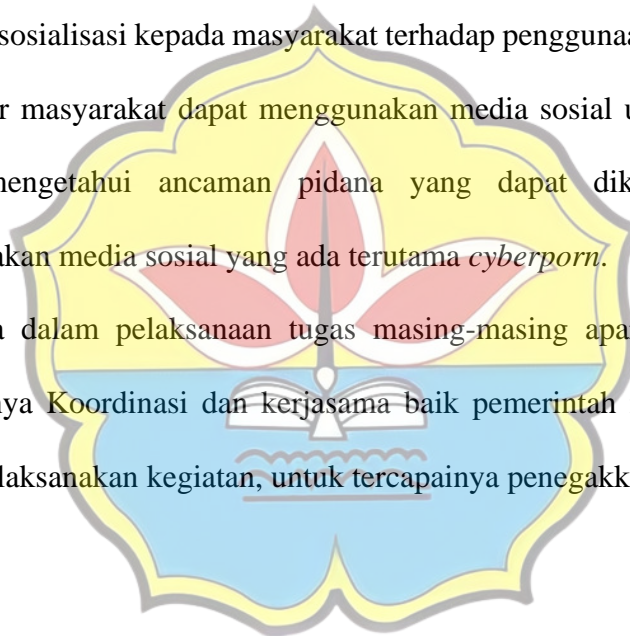 sosialisasi kepada masyarakat terhadap penggunaa
r masyarakat dapat menggunakan media sosial u
nengetahui ancaman pidana yang dapat dik
akan media sosial yang ada terutama cyberporn.
a dalam pelaksanaan tugas masing-masing apa
nya Koordinasi dan kerjasama baik pemerintah
laksanakan kegiatan, untuk tercapainya penegakk